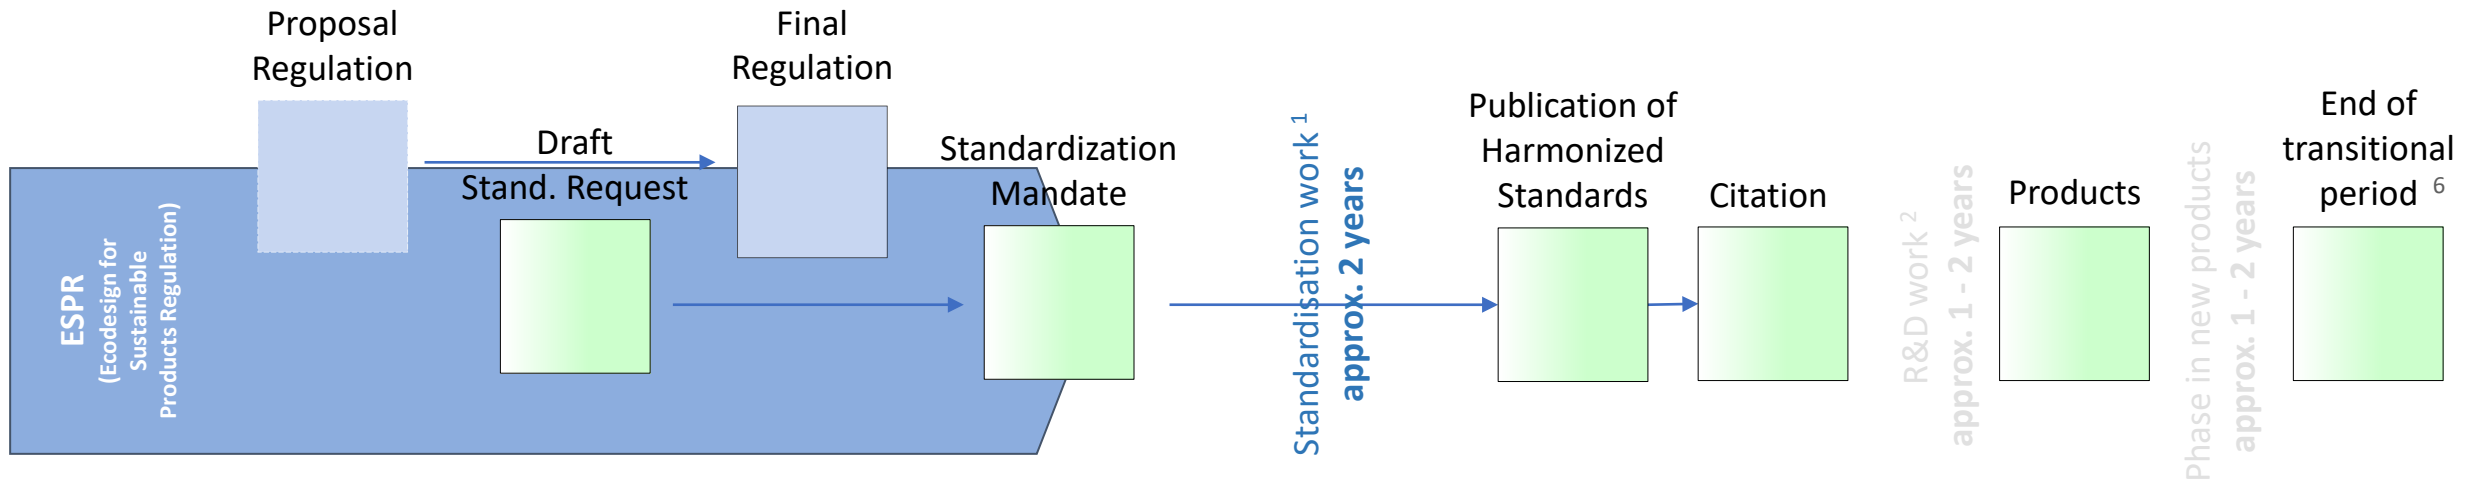 Proposal
Regulation
Final
Regulation
Draft
Stand. Request
Standardization
Mandate
ESPR
(Ecodesign for
Sustainable
Products Regulation)
Standardisation work 1
approx. 2 years
Publication of
Harmonized
Standards
Citation
R&D work 2
approx. 1 - 2 years
Products
Phase in new products
approx. 1 - 2 years
End of
transitional
period 6